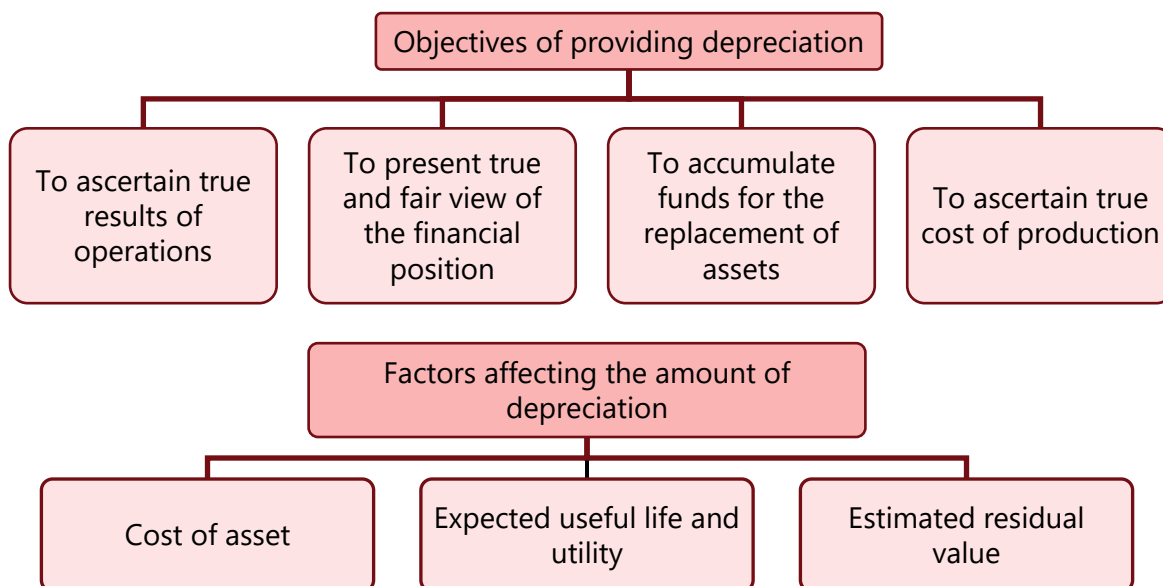 Objectives of providing depreciation
To ascertain true
results of
operations
To present true
and fair view of
the financial
position
To accumulate
funds for the
replacement of
assets
To ascertain true
cost of production
Factors affecting the amount of
depreciation
Cost of asset
Expected useful life and
utility
Estimated residual
value